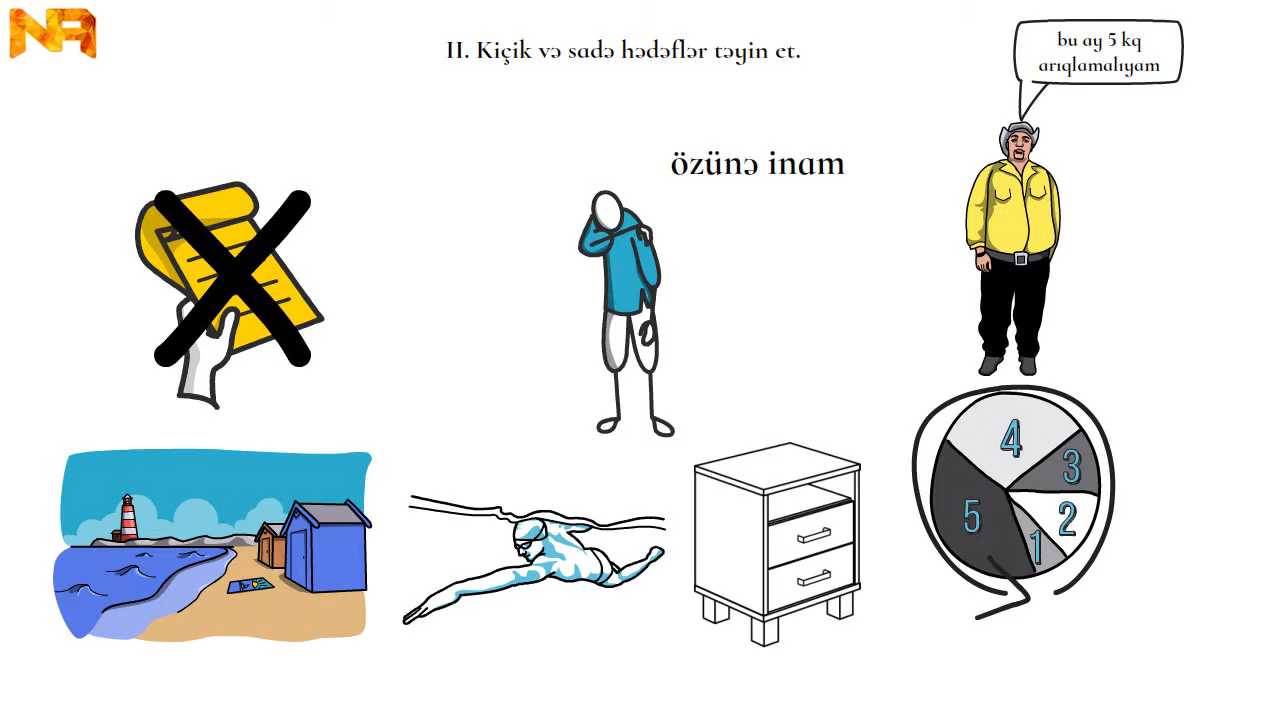 NA
II. Kiçik və sadə hədəflər təyin et.
bu ay 5 kq
arıqlamalıyam
özünə inam
4
3
5
2
1